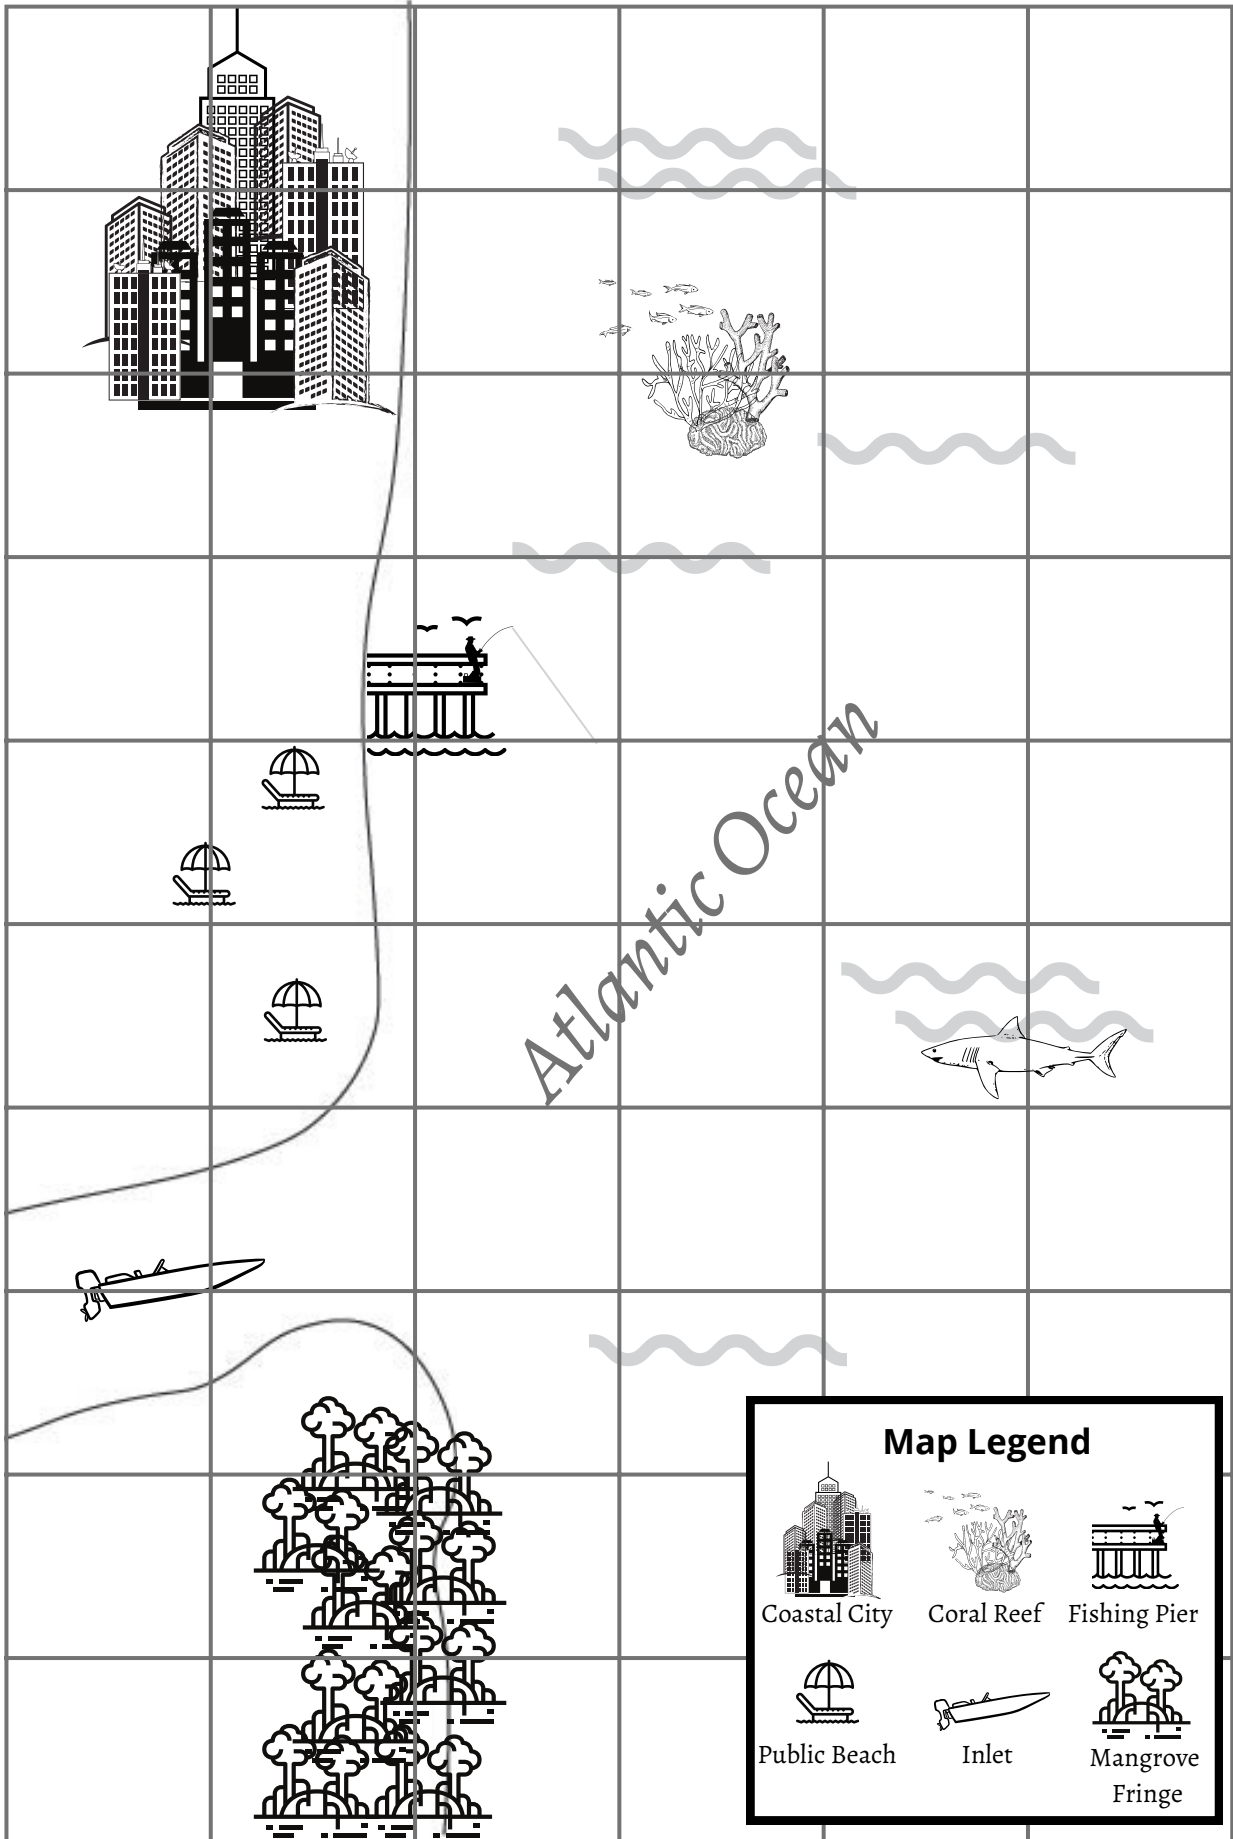 Atlantic Ocean
Map Legend
Coastal City
Coral Reef
Fishing Pier
Public Beach
Inlet
Mangrove
Fringe